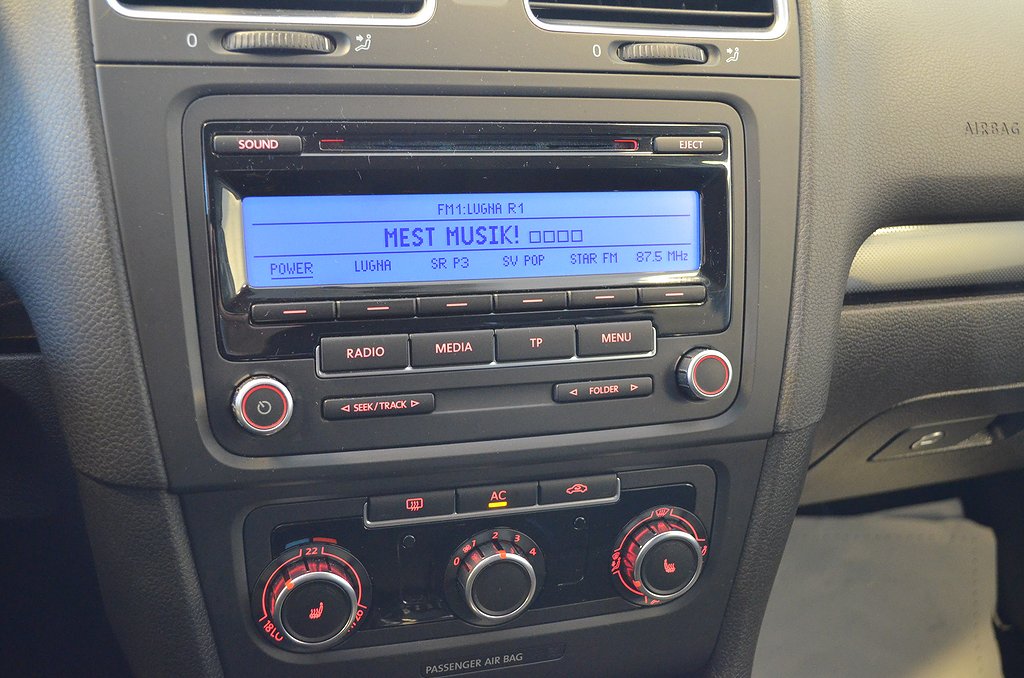 0
0
AIRBAG
SOUND
EJECT
FM1:LUGNA R1
MEST MUSIK! □□□□
POWER LUGNA SR P3 SV POP STAR FM 87.5 MHz
RADIO MEDIA TP MENU
SEEK/TRACK
FOLDER
AC
22
18 LO
0 2 3 4
PASSENGER AIR BAG